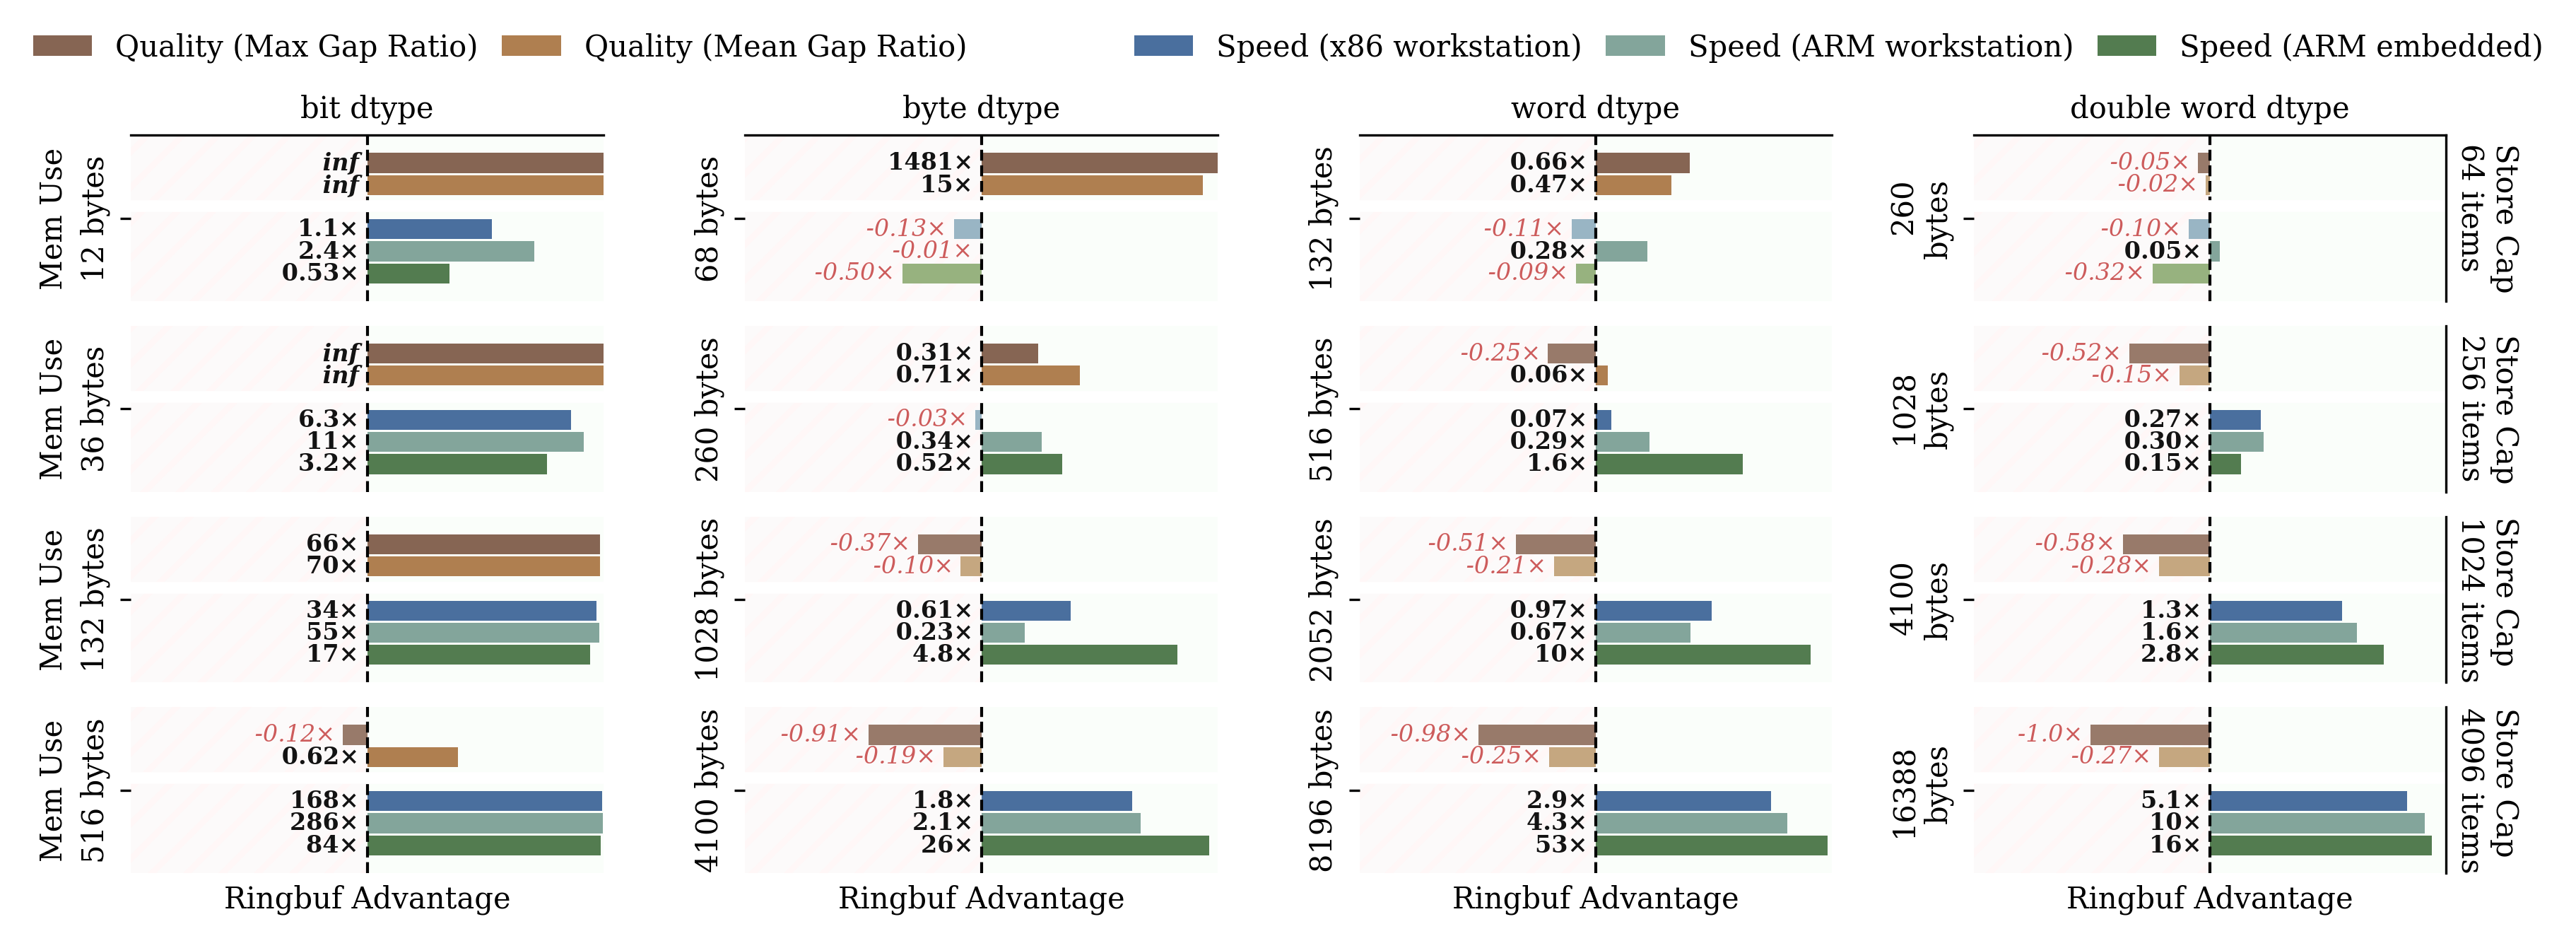 Quality (Max Gap Ratio) Quality (Mean Gap Ratio) Speed (x86 workstation) Speed (ARM workstation) Speed (ARM embedded)
bit dtype byte dtype word dtype double word dtype
Mem Use
12 bytes
inf
inf
1.1×
2.4×
0.53×
68 bytes
1481×
15×
-0.13×
-0.01×
-0.50×
132 bytes
0.66×
0.47×
-0.11×
0.28×
-0.09×
260
bytes
-0.05×
-0.02×
-0.10×
0.05×
-0.32×
Store Cap
64 items
Mem Use
36 bytes
inf
inf
6.3×
11×
3.2×
260 bytes
0.31×
0.71×
-0.03×
0.34×
0.52×
516 bytes
-0.25×
0.06×
0.07×
0.29×
1.6×
1028
bytes
-0.52×
-0.15×
0.27×
0.30×
0.15×
Store Cap
256 items
Mem Use
132 bytes
66×
70×
34×
55×
17×
1028 bytes
-0.37×
-0.10×
0.61×
0.23×
4.8×
2052 bytes
-0.51×
-0.21×
0.97×
0.67×
10×
4100
bytes
-0.58×
-0.28×
1.3×
1.6×
2.8×
Store Cap
1024 items
Mem Use
516 bytes
-0.12×
0.62×
168×
286×
84×
4100 bytes
-0.91×
-0.19×
1.8×
2.1×
26×
8196 bytes
-0.98×
-0.25×
2.9×
4.3×
53×
16388
bytes
-1.0×
-0.27×
5.1×
10×
16×
Store Cap
4096 items
Ringbuf Advantage Ringbuf Advantage Ringbuf Advantage Ringbuf Advantage